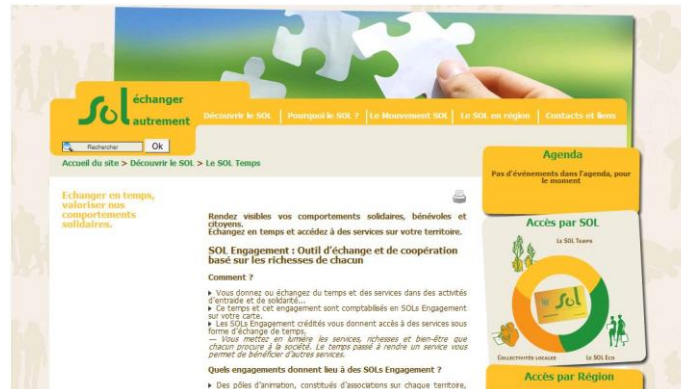 Sol échanger
autrement
Découvrir le SOL | Pourquoi le SOL ? | Le Mouvement SOL | Le SOL en région | Contacts et liens
Rechercher Ok
Accueil du site > Découvrir le SOL > Le SOL Temps
Echanger en temps,
valoriser nos
comportements
solidaires.
Rendez visibles vos comportements solidaires, bénévoles et
citoyens.
Echangez en temps et accédez à des services sur votre territoire.
SOL Engagement : Outil d'échange et de coopération
basé sur les richesses de chacun
Comment ?
Vous donnez ou échangez du temps et des services dans des activités
d'entraide et de solidarité...
Ce temps et cet engagement sont comptabilisés en SOLs Engagement
sur votre carte.
Les SOLs Engagement crédités vous donnent accès à des services sous
forme d'échange de temps.
— Vous mettez en lumière les services, richesses et bien-être que
chacun procure à la société. Le temps passé à rendre un service vous
permet de bénéficier d'autres services.
Quels engagements donnent lieu à des SOLs Engagement ?
Des pôles d'animation, constitués d'associations sur chaque territoire,
Agenda
Pas d'événements dans l'agenda, pour
le moment
Accès par SOL
Le SOL Temps
le Sol
Collectivités locales
Le SOL Eco
Accès par Région